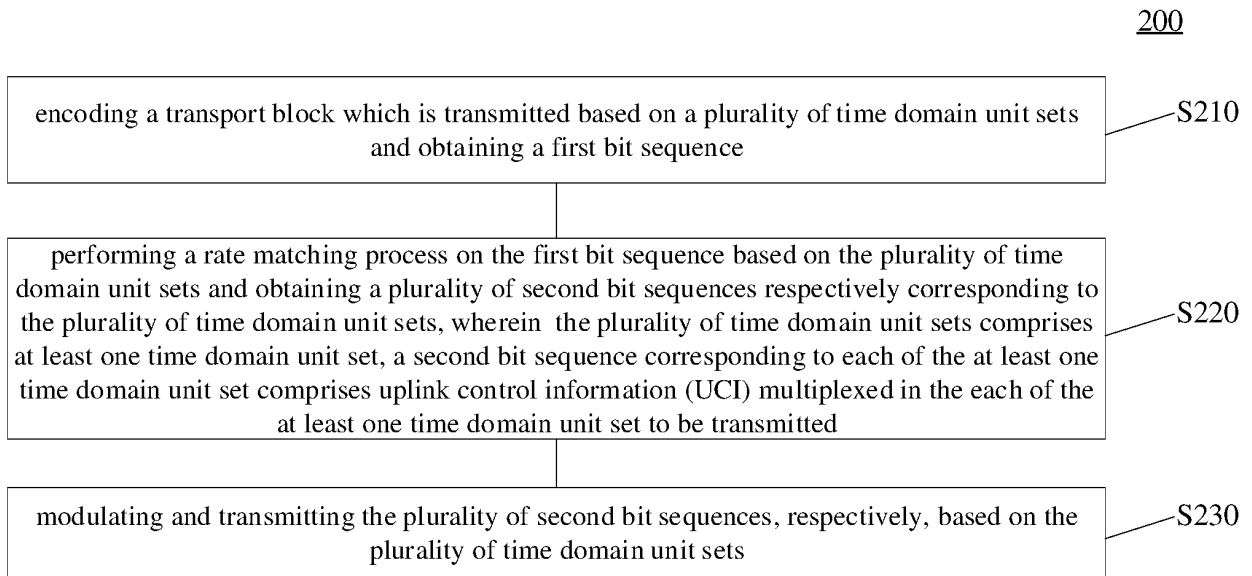 200
encoding a transport block which is transmitted based on a plurality of time domain unit sets
and obtaining a first bit sequence
S210
performing a rate matching process on the first bit sequence based on the plurality of time
domain unit sets and obtaining a plurality of second bit sequences respectively corresponding to
the plurality of time domain unit sets, wherein the plurality of time domain unit sets comprises
at least one time domain unit set, a second bit sequence corresponding to each of the at least one
time domain unit set comprises uplink control information (UCI) multiplexed in the each of the
at least one time domain unit set to be transmitted
S220
modulating and transmitting the plurality of second bit sequences, respectively, based on the
plurality of time domain unit sets
S230